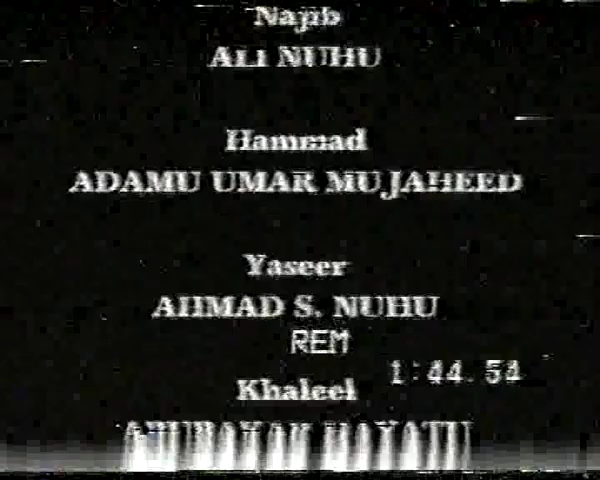 Najib
ALI NUHU
Hammad
ADAMU UMAR MUJAHEED
Yaseer
AHMAD S. NUHU
REM
1:44.54
Khaleel